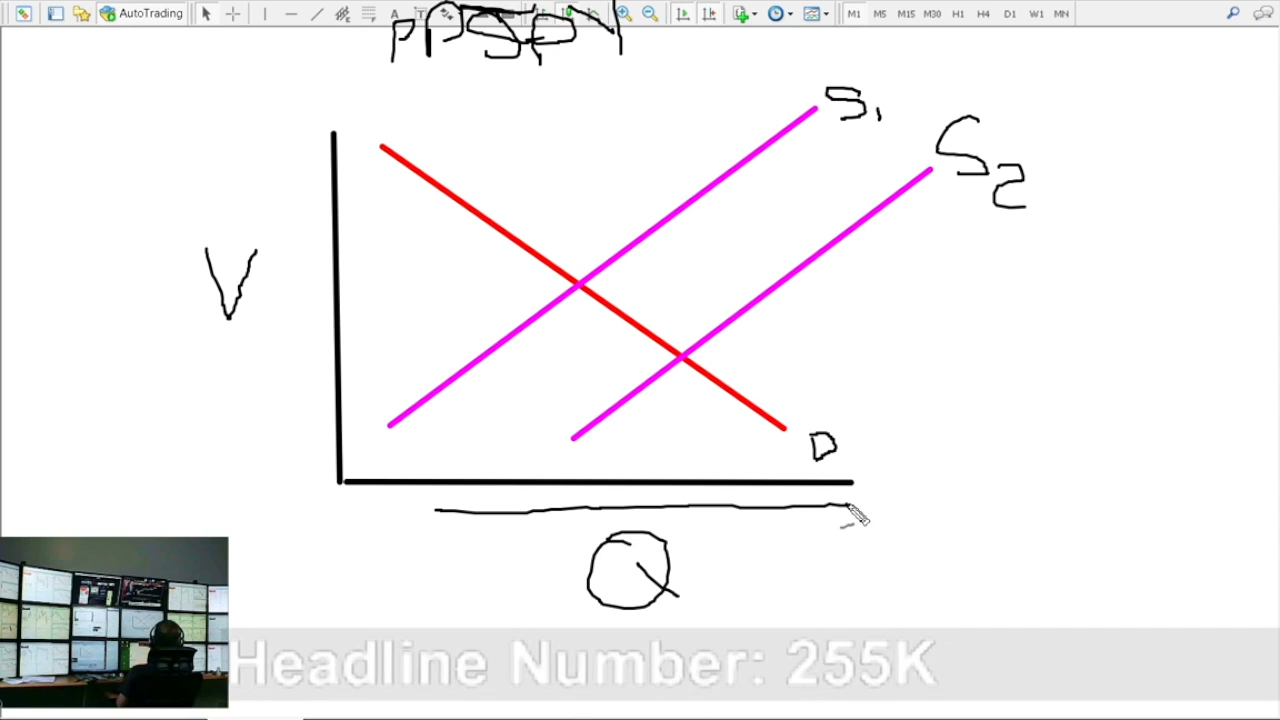 AutoTrading A T M1 M5 M15 M30 H1 H4 D1 W1 MN
S1
S2
V
D
Q
Headline Number: 255K